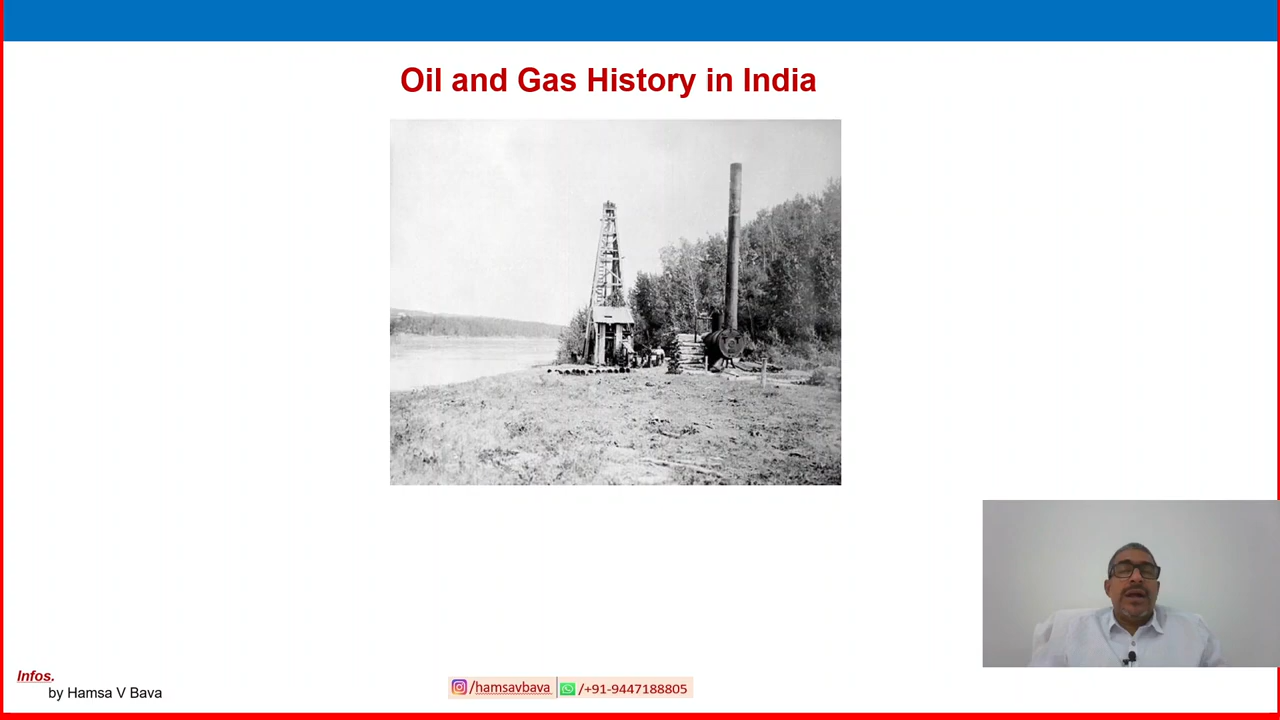 Oil and Gas History in India
Infos.
by Hamsa V Bava
/hamsavbava
/+91-9447188805